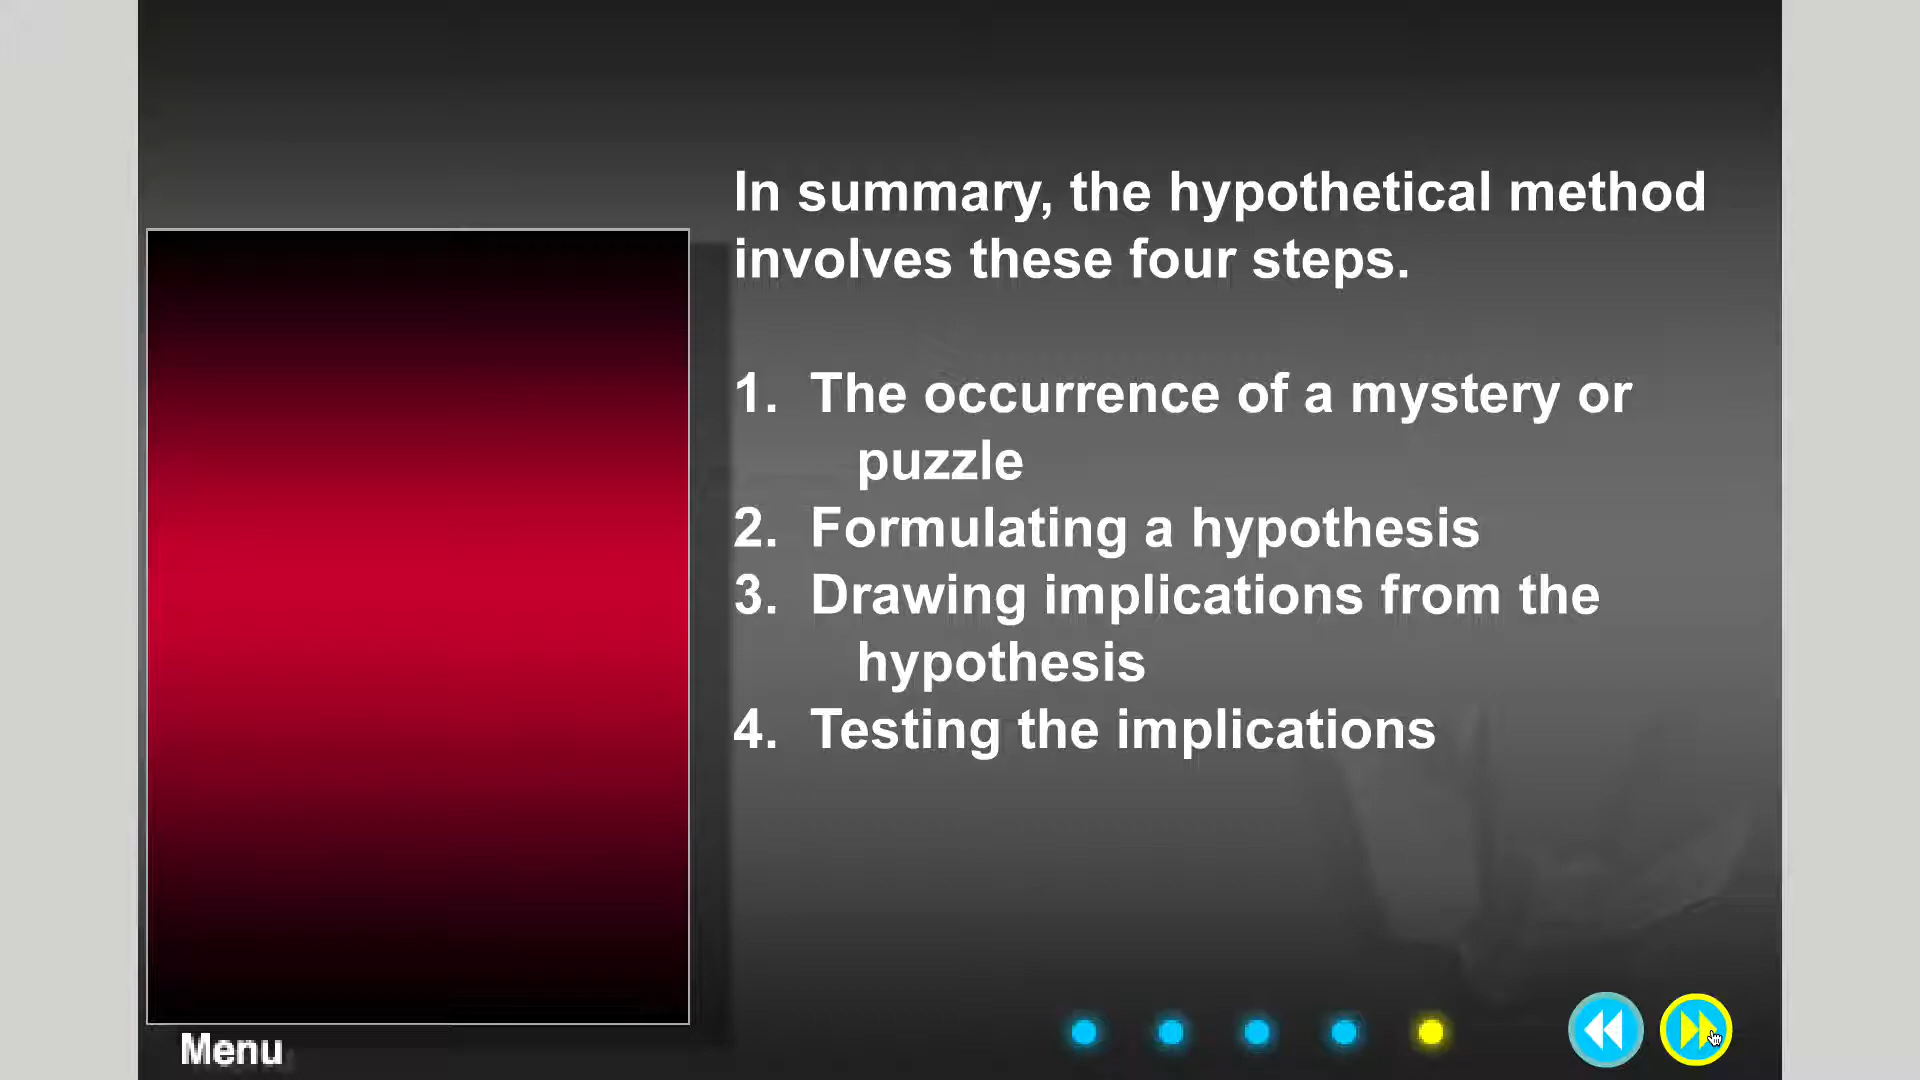 In summary, the hypothetical method
involves these four steps.
1. The occurrence of a mystery or
puzzle
2. Formulating a hypothesis
3. Drawing implications from the
hypothesis
4. Testing the implications
Menu